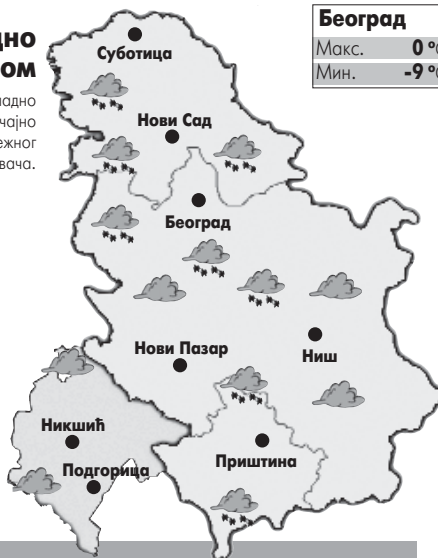 дно
ом
ладно
чајно
ежног
вача.
Београд
Макс. 0 °C
Мин. -9 °C
Суботица
Нови Сад
Београд
Нови Пазар
Ниш
Никшић
Приштина
Подгорица